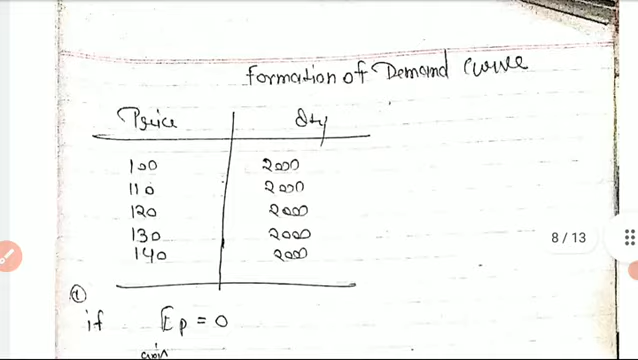 Formation of Demand Curve
Price Qty
100 2000
110 2000
120 2000
130 2000
140 2000
8 / 13
①
if Ep = 0